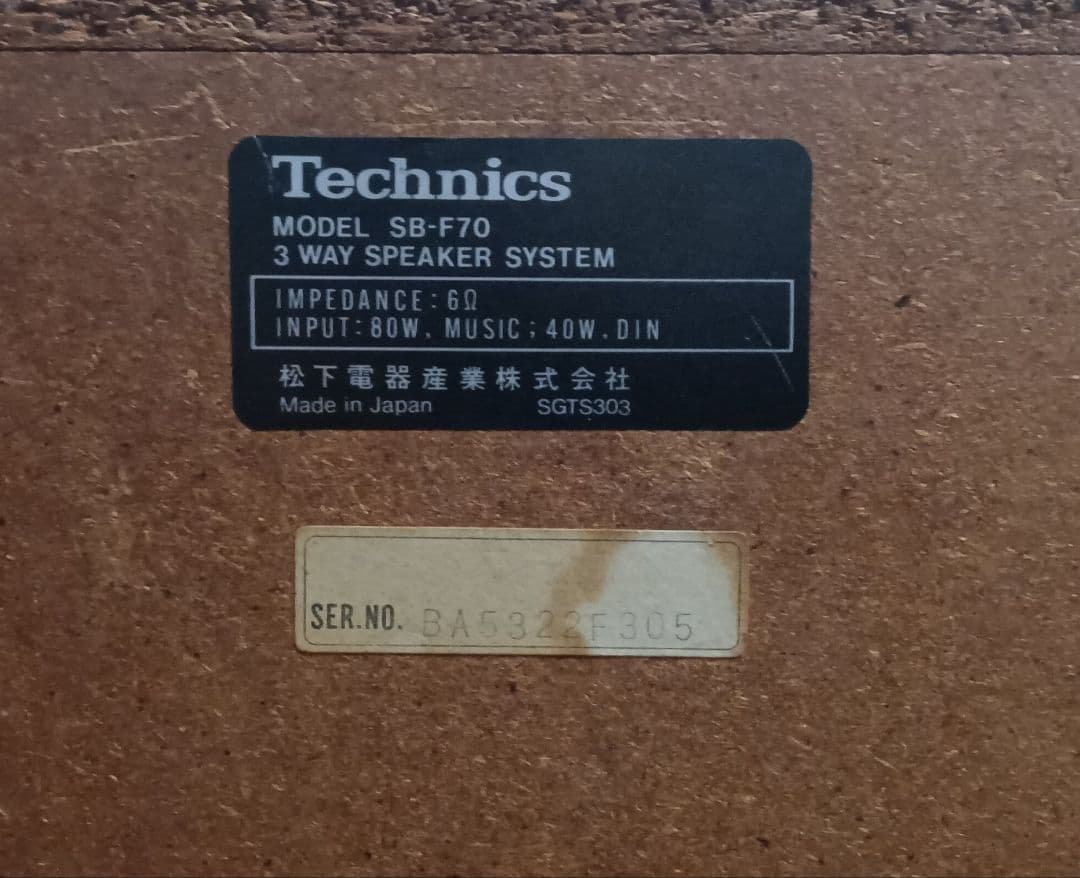 Technics
MODEL SB-F70
3 WAY SPEAKER SYSTEM
IMPEDANCE: 6Ω
INPUT: 80W, MUSIC; 40W, DIN
松下電器産業株式会社
Made in Japan SGTS303
SER.NO. BA5322F305